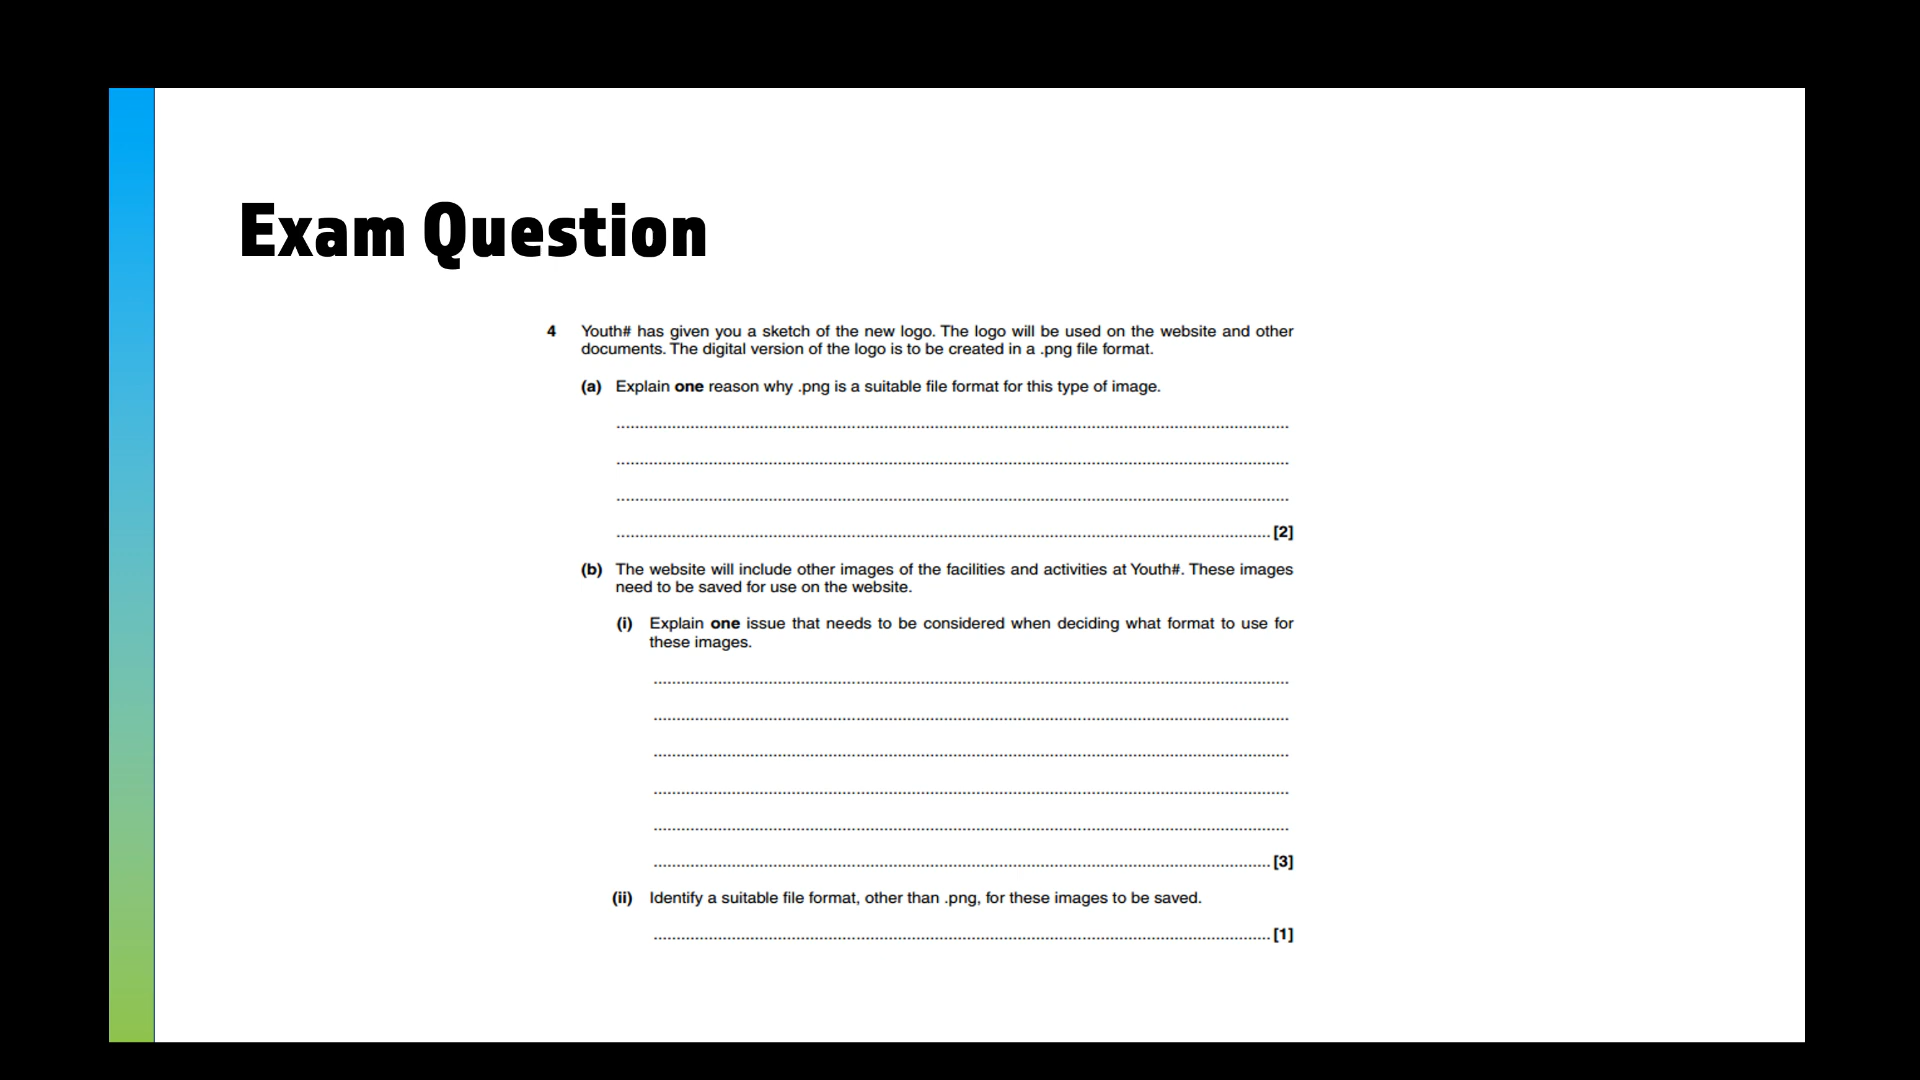 Exam Question
4 Youth# has given you a sketch of the new logo. The logo will be used on the website and other
documents. The digital version of the logo is to be created in a .png file format.
(a) Explain one reason why .png is a suitable file format for this type of image.
[2]
(b) The website will include other images of the facilities and activities at Youth#. These images
need to be saved for use on the website.
(i) Explain one issue that needs to be considered when deciding what format to use for
these images.
[3]
(ii) Identify a suitable file format, other than .png, for these images to be saved.
[1]